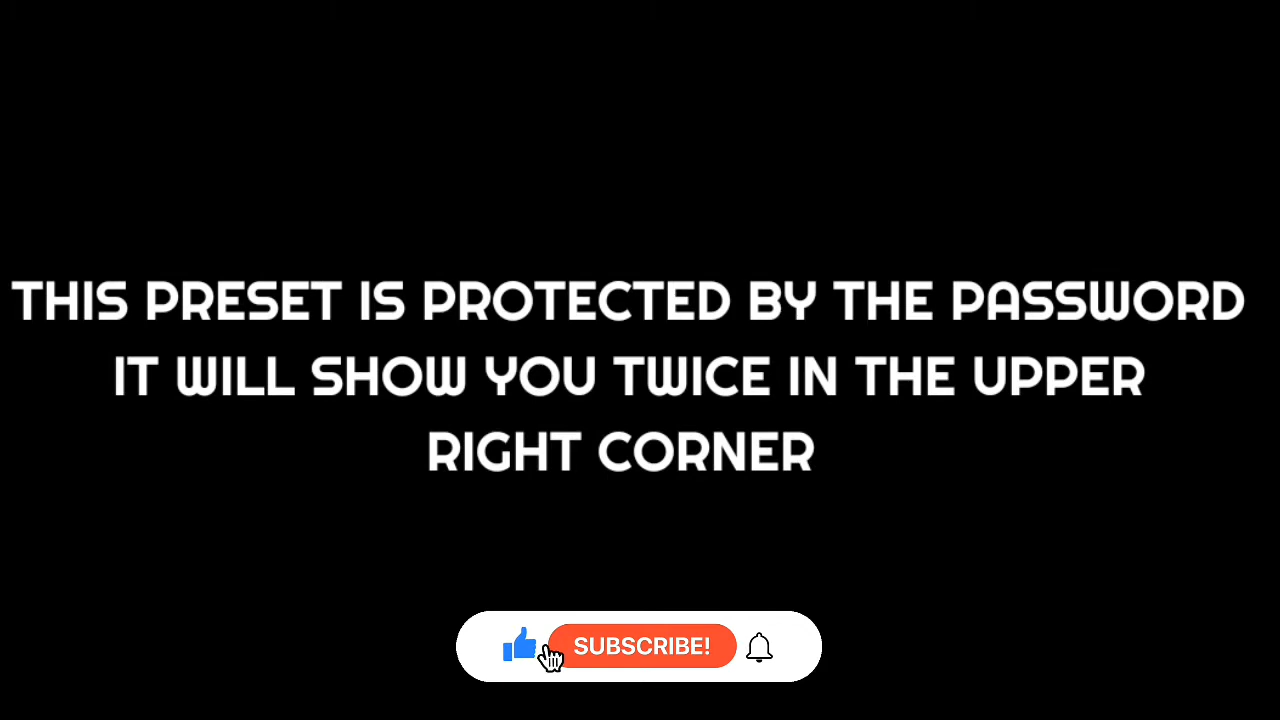 THIS PRESET IS PROTECTED BY THE PASSWORD
IT WILL SHOW YOU TWICE IN THE UPPER
RIGHT CORNER
SUBSCRIBE!